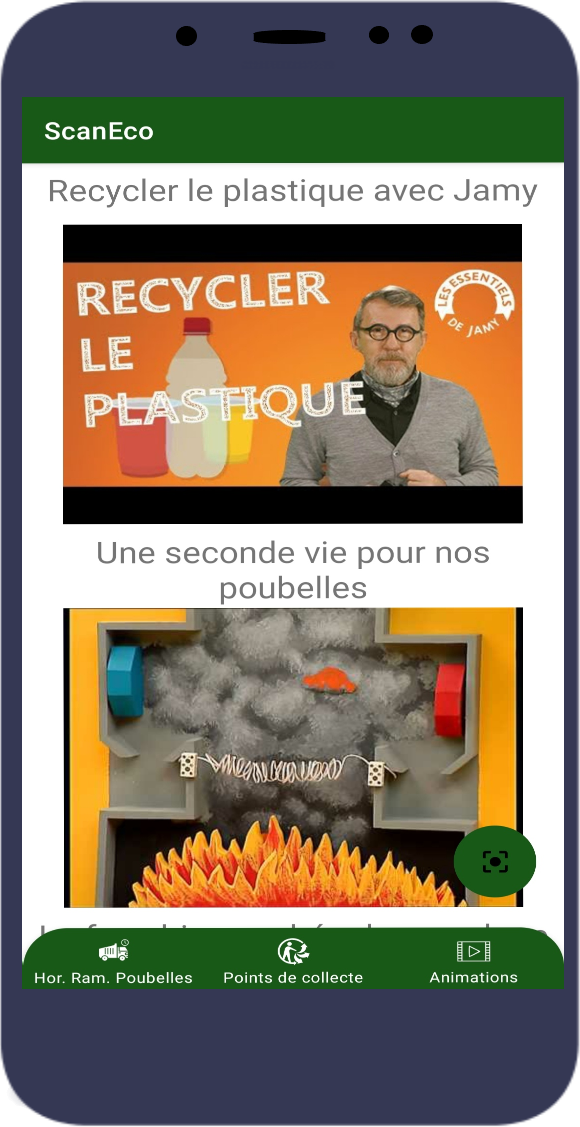 ScanEco
Recycler le plastique avec Jamy
RECYCLER
LE
PLASTIQUE
LES ESSENTIELS
DE JAMY
Une seconde vie pour nos
poubelles
Hor. Ram. Poubelles
Points de collecte
Animations